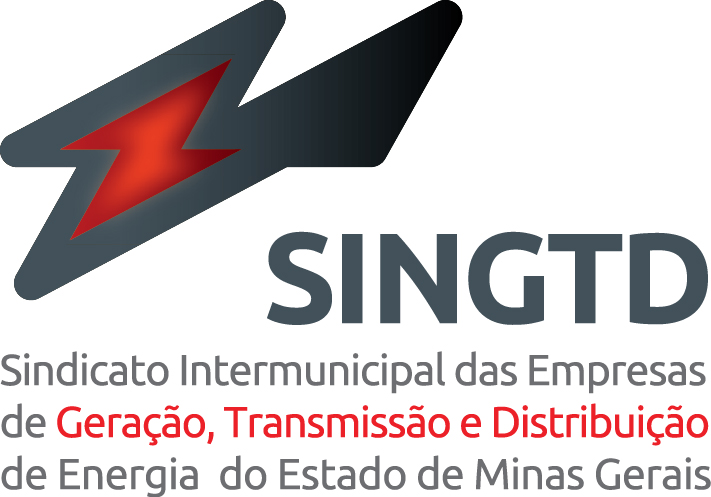 SINGTD
Sindicato Intermunicipal das Empresas
de Geração, Transmissão e Distribuição
de Energia do Estado de Minas Gerais